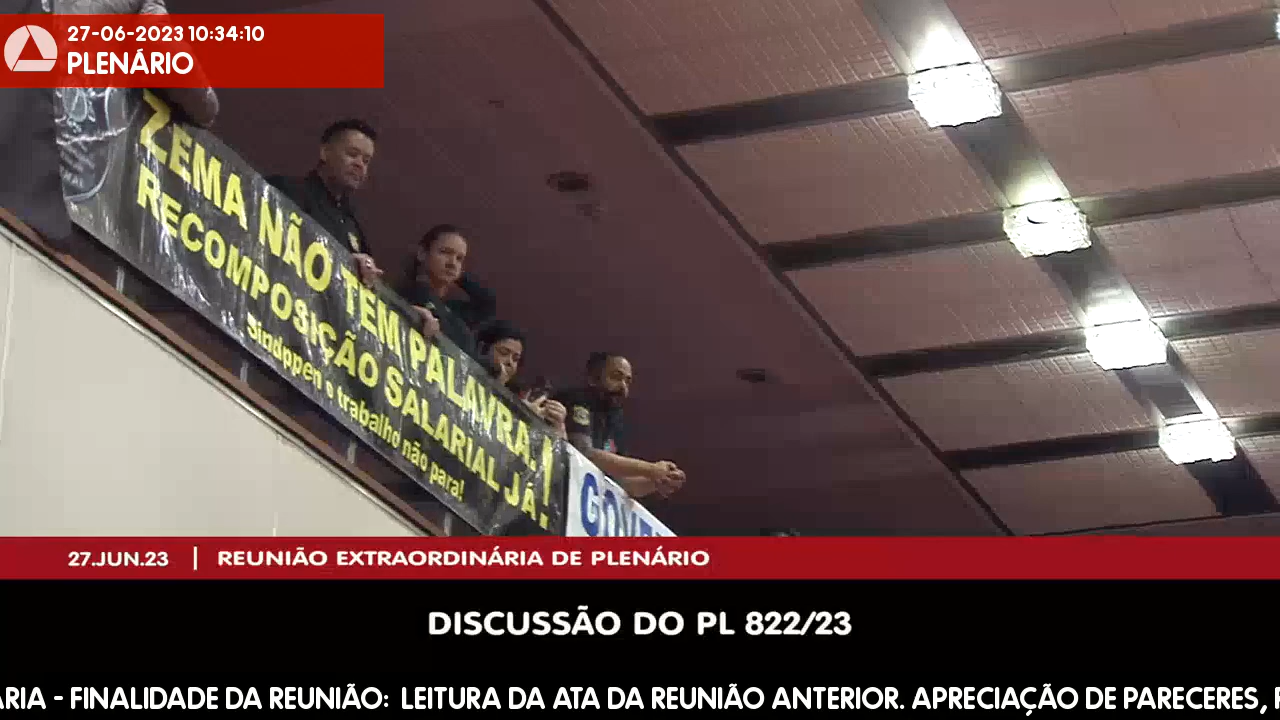 27-06-2023 10:34:10
PLENÁRIO
ZEMA NÃO TEM PALAVRA.!
RECOMPOSIÇÃO SALARIAL JÁ!
Sindppen o trabalho não para!
27.JUN.23 | REUNIÃO EXTRAORDINÁRIA DE PLENÁRIO
DISCUSSÃO DO PL 822/23
ARIA - FINALIDADE DA REUNIÃO: LEITURA DA ATA DA REUNIÃO ANTERIOR. APRECIAÇÃO DE PARECERES,